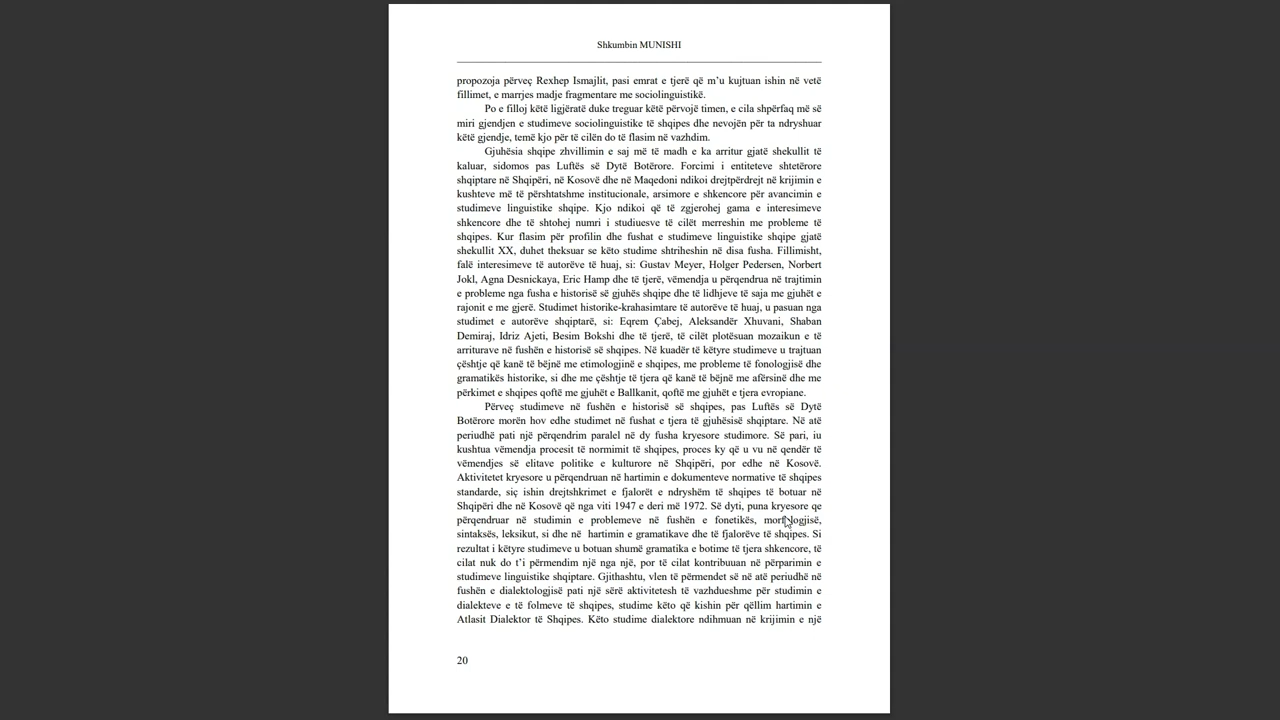 Shkumbin MUNISHI
propozoja përveç Rexhep Ismajlit, pasi emrat e tjerë që m'u kujtuan ishin në vetë
fillimet, e marrjes madje fragmentare me sociolinguistikë.
Po e filloj këtë ligjëratë duke treguar këtë përvojë timen, e cila shpërfaq më së
miri gjendjen e studimeve sociolinguistike të shqipes dhe nevojën për ta ndryshuar
këtë gjendje, temë kjo për të cilën do të flasim në vazhdim.
Gjuhësia shqipe zhvillimin e saj më të madh e ka arritur gjatë shekullit të
kaluar, sidomos pas Luftës së Dytë Botërore. Forcimi i entiteteve shtetërore
shqiptare në Shqipëri, në Kosovë dhe në Maqedoni ndikoi drejtpërdrejt në krijimin e
kushteve më të përshtatshme institucionale, arsimore e shkencore për avancimin e
studimeve linguistike shqipe. Kjo ndikoi që të zgjerohej gama e interesimeve
shkencore dhe të shtohej numri i studiuesve të cilët merreshin me probleme të
shqipes. Kur flasim për profilin dhe fushat e studimeve linguistike shqipe gjatë
shekullit XX, duhet theksuar se këto studime shtriheshin në disa fusha. Fillimisht,
falë interesimeve të autorëve të huaj, si: Gustav Meyer, Holger Pedersen, Norbert
Jokl, Agna Desnickaya, Eric Hamp dhe të tjerë, vëmendja u përqendrua në trajtimin
e probleme nga fusha e historisë së gjuhës shqipe dhe të lidhjeve të saja me gjuhët e
rajonit e me gjerë. Studimet historike-krahasimtare të autorëve të huaj, u pasuan nga
studimet e autorëve shqiptarë, si: Eqrem Çabej, Aleksandër Xhuvani, Shaban
Demiraj, Idriz Ajeti, Besim Bokshi dhe të tjerë, të cilët plotësuan mozaikun e të
arriturave në fushën e historisë së shqipes. Në kuadër të këtyre studimeve u trajtuan
çështje që kanë të bëjnë me etimologjinë e shqipes, me probleme të fonologjisë dhe
gramatikës historike, si dhe me çështje të tjera që kanë të bëjnë me afërsinë dhe me
përkimet e shqipes qoftë me gjuhët e Ballkanit, qoftë me gjuhët e tjera evropiane.
Përveç studimeve në fushën e historisë së shqipes, pas Luftës së Dytë
Botërore morën hov edhe studimet në fushat e tjera të gjuhësisë shqiptare. Në atë
periudhë pati një përqendrim paralel në dy fusha kryesore studimore. Së pari, iu
kushtua vëmendja procesit të normimit të shqipes, proces ky që u vu në qendër të
vëmendjes së elitave politike e kulturore në Shqipëri, por edhe në Kosovë.
Aktivitetet kryesore u përqendruan në hartimin e dokumenteve normative të shqipes
standarde, siç ishin drejtshkrimet e fjalorët e ndryshëm të shqipes të botuar në
Shqipëri dhe në Kosovë që nga viti 1947 e deri më 1972. Së dyti, puna kryesore qe
përqendruar në studimin e problemeve në fushën e fonetikës, morfologjisë,
sintaksës, leksikut, si dhe në hartimin e gramatikave dhe të fjalorëve të shqipes. Si
rezultat i këtyre studimeve u botuan shumë gramatika e botime të tjera shkencore, të
cilat nuk do t'i përmendim një nga një, por të cilat kontribuuan në përparimin e
studimeve linguistike shqiptare. Gjithashtu, vlen të përmendet së në atë periudhë në
fushën e dialektologjisë pati një sërë aktivitetesh të vazhdueshme për studimin e
dialekteve e të folmeve të shqipes, studime këto që kishin për qëllim hartimin e
Atlasit Dialektor të Shqipes. Këto studime dialektore ndihmuan në krijimin e një
20